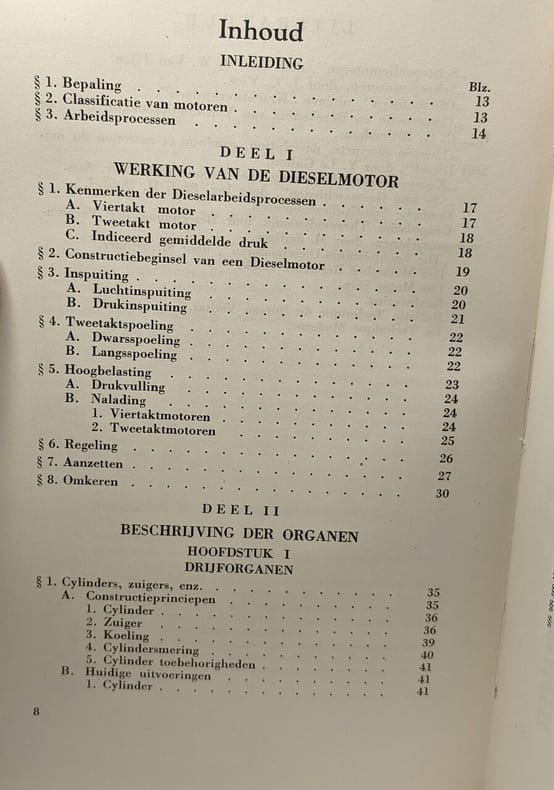 Inhoud
INLEIDING
Blz.
§ 1. Bepaling . . . . . . . . . . . . . 13
§ 2. Classificatie van motoren . . . . . . . . . 13
§ 3. Arbeidsprocessen . . . . . . . . . . . 14
DEEL I
WERKING VAN DE DIESELMOTOR
§ 1. Kenmerken der Dieselarbeidsprocessen . . . . . . 17
A. Viertakt motor . . . . . . . . . . 17
B. Tweetakt motor . . . . . . . . . . 18
C. Indiceerd gemiddelde druk . . . . . . . 18
§ 2. Constructiebeginsel van een Dieselmotor . . . . . 19
§ 3. Inspuiting . . . . . . . . . . . . . 20
A. Luchtinspuiting . . . . . . . . . . 20
B. Drukinspuiting . . . . . . . . . . 21
§ 4. Tweetaktspoeling . . . . . . . . . . . 22
A. Dwarsspoeling . . . . . . . . . . 22
B. Langsspoeling . . . . . . . . . . 22
§ 5. Hoogbelasting . . . . . . . . . . . 23
A. Drukvulling . . . . . . . . . . . 24
B. Nalading . . . . . . . . . . . . 24
1. Viertaktmotoren . . . . . . . . . 24
2. Tweetaktmotoren . . . . . . . . . 25
§ 6. Regeling . . . . . . . . . . . . . 26
§ 7. Aanzetten . . . . . . . . . . . . . 27
§ 8. Omkeren . . . . . . . . . . . . . 30
DEEL II
BESCHRIJVING DER ORGANEN
HOOFDSTUK I
DRIJFORGANEN
§ 1. Cylinders, zuigers, enz. . . . . . . . . . . 35
A. Constructieprinciepen . . . . . . . . . 35
1. Cylinder . . . . . . . . . . . . 36
2. Zuiger . . . . . . . . . . . . 36
3. Koeling . . . . . . . . . . . . 39
4. Cylindersmering . . . . . . . . . . 40
5. Cylinder toebehorigheden . . . . . . . 41
B. Huidige uitvoeringen . . . . . . . . . 41
1. Cylinder . . . . . . . . . . . . 41
8